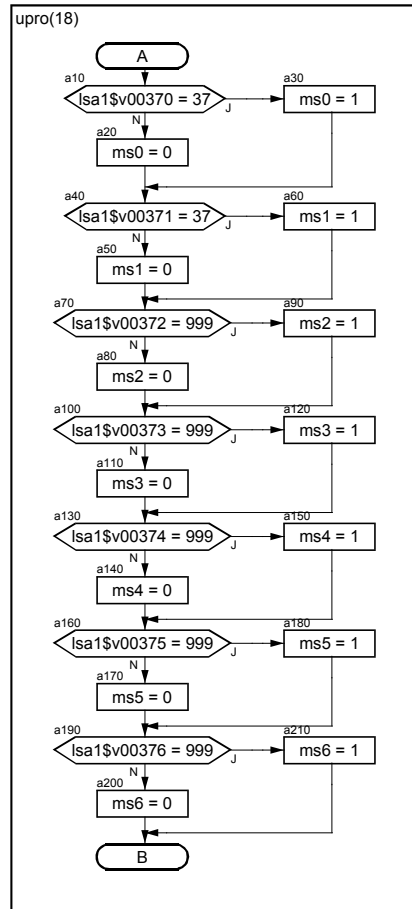 upro(18)
A
a10
lsa1$v00370 = 37
J
N
a30
ms0 = 1
a20
ms0 = 0
a40
lsa1$v00371 = 37
J
N
a60
ms1 = 1
a50
ms1 = 0
a70
lsa1$v00372 = 999
J
N
a90
ms2 = 1
a80
ms2 = 0
a100
lsa1$v00373 = 999
J
N
a120
ms3 = 1
a110
ms3 = 0
a130
lsa1$v00374 = 999
J
N
a150
ms4 = 1
a140
ms4 = 0
a160
lsa1$v00375 = 999
J
N
a180
ms5 = 1
a170
ms5 = 0
a190
lsa1$v00376 = 999
J
N
a210
ms6 = 1
a200
ms6 = 0
B